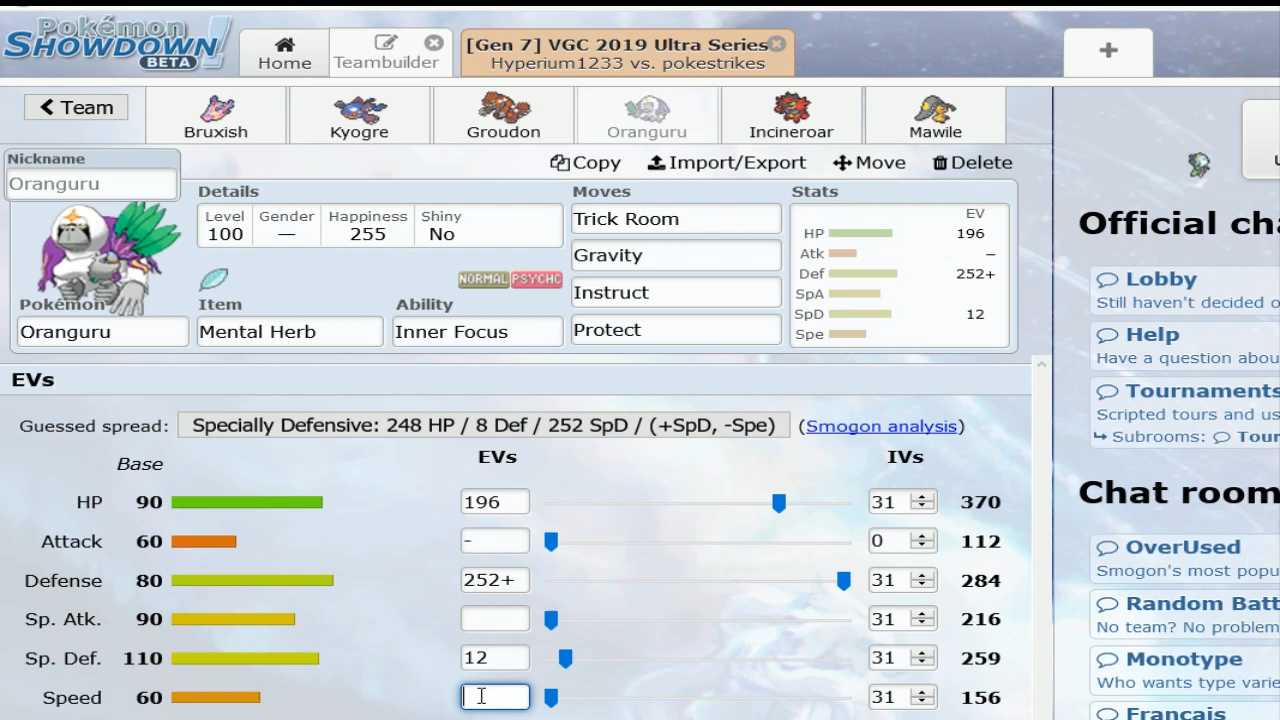 Pokémon
SHOWDOWN!
BETA
Home
Teambuilder
[Gen 7] VGC 2019 Ultra Series
Hyperium1233 vs. pokestrikes
+
Team
Bruxish
Kyogre
Groudon
Oranguru
Incineroar
Mawile
Copy
Import/Export
Move
Delete
Nickname
Oranguru
Details
Level
100
Gender
—
Happiness
255
Shiny
No
NORMAL PSYCHC
Pokémon
Oranguru
Item
Mental Herb
Ability
Inner Focus
Moves
Trick Room
Gravity
Instruct
Protect
Stats
EV
HP 196
Atk –
Def 252+
SpA
SpD 12
Spe
EVs
Guessed spread: Specially Defensive: 248 HP / 8 Def / 252 SpD / (+SpD, -Spe) (Smogon analysis)
Base EVs IVs
HP 90 196 31 370
Attack 60 - 0 112
Defense 80 252+ 31 284
Sp. Atk. 90 31 216
Sp. Def. 110 12 31 259
Speed 60 31 156
Official cha
Lobby
Still haven't decided o
Help
Have a question abou
Tournaments
Scripted tours and us
Subrooms: Tour
Chat room
OverUsed
Smogon's most popu
Random Batt
No team? No problem
Monotype
Who wants type varie
Français